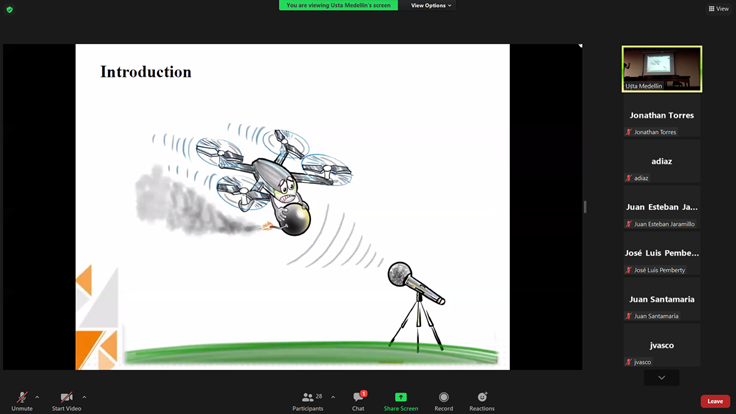 You are viewing Usta Medellin's screen
View Options
View
Introduction
Usta Medellin
Jonathan Torres
Jonathan Torres
adiaz
adiaz
Juan Esteban Ja...
Juan Esteban Jaramillo
José Luis Pembe...
José Luis Pemberty
Juan Santamaria
Juan Santamaria
jvasco
jvasco
Unmute
Start Video
Participants
28
Chat
Share Screen
Record
Reactions
Leave